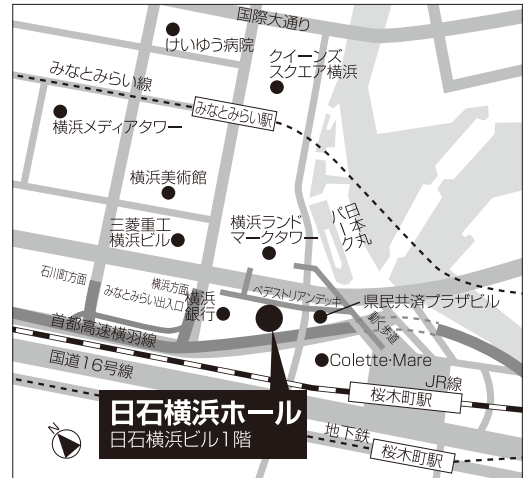 国際大通り
けいゆう病院
クイーンズ
スクエア横浜
みなとみらい線
みなとみらい駅
横浜メディアタワー
横浜美術館
日本丸
パーク
三菱重工
横浜ビル
横浜ランド
マークタワー
石川町方面
横浜方面
みなとみらい出入口
ペデストリアンデッキ
横浜
銀行
県民共済プラザビル
動く歩道
首都高速横羽線
Colette·Mare
国道16号線
JR線
桜木町駅
日石横浜ホール
日石横浜ビル1階
地下鉄
桜木町駅
N